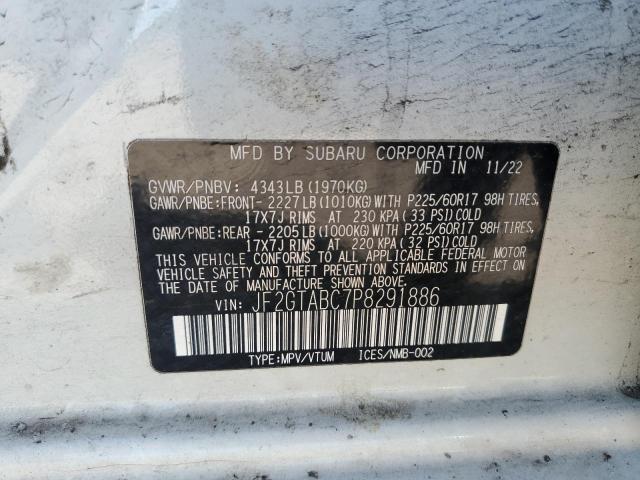 MFD BY SUBARU CORPORATION
MFD IN 11/22
GVWR/PNBV: 4343LB (1970KG)
GAWR/PNBE:FRONT- 2227LB (1010KG) WITH P225/60R17 98H TIRES,
17X7J RIMS AT 230 KPA (33 PSI) COLD
GAWR/PNBE:REAR - 2205LB (1000KG) WITH P225/60R17 98H TIRES,
17X7J RIMS AT 220 KPA (32 PSI) COLD
THIS VEHICLE CONFORMS TO ALL APPLICABLE FEDERAL MOTOR
VEHICLE SAFETY AND THEFT PREVENTION STANDARDS IN
EFFECT ON THE DATE OF MANUFACTURE SHOWN ABOVE.
VIN: JF2GTABC7P8291886
TYPE:MPV/VTUM ICES/NMB-002